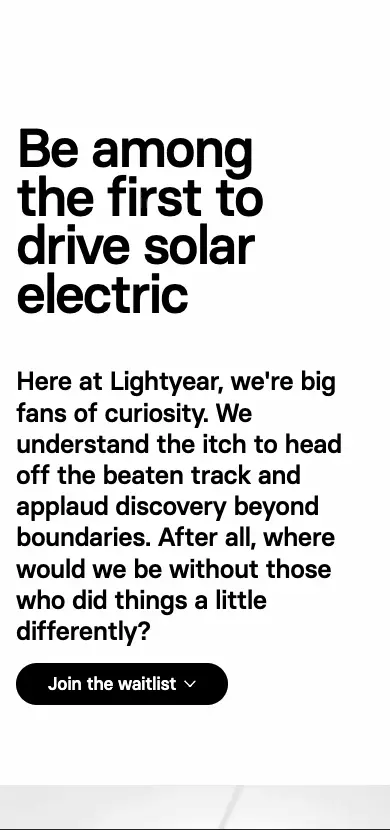 Be among
the first to
drive solar
electric
Here at Lightyear, we're big
fans of curiosity. We
understand the itch to head
off the beaten track and
applaud discovery beyond
boundaries. After all, where
would we be without those
who did things a little
differently?
Join the waitlist